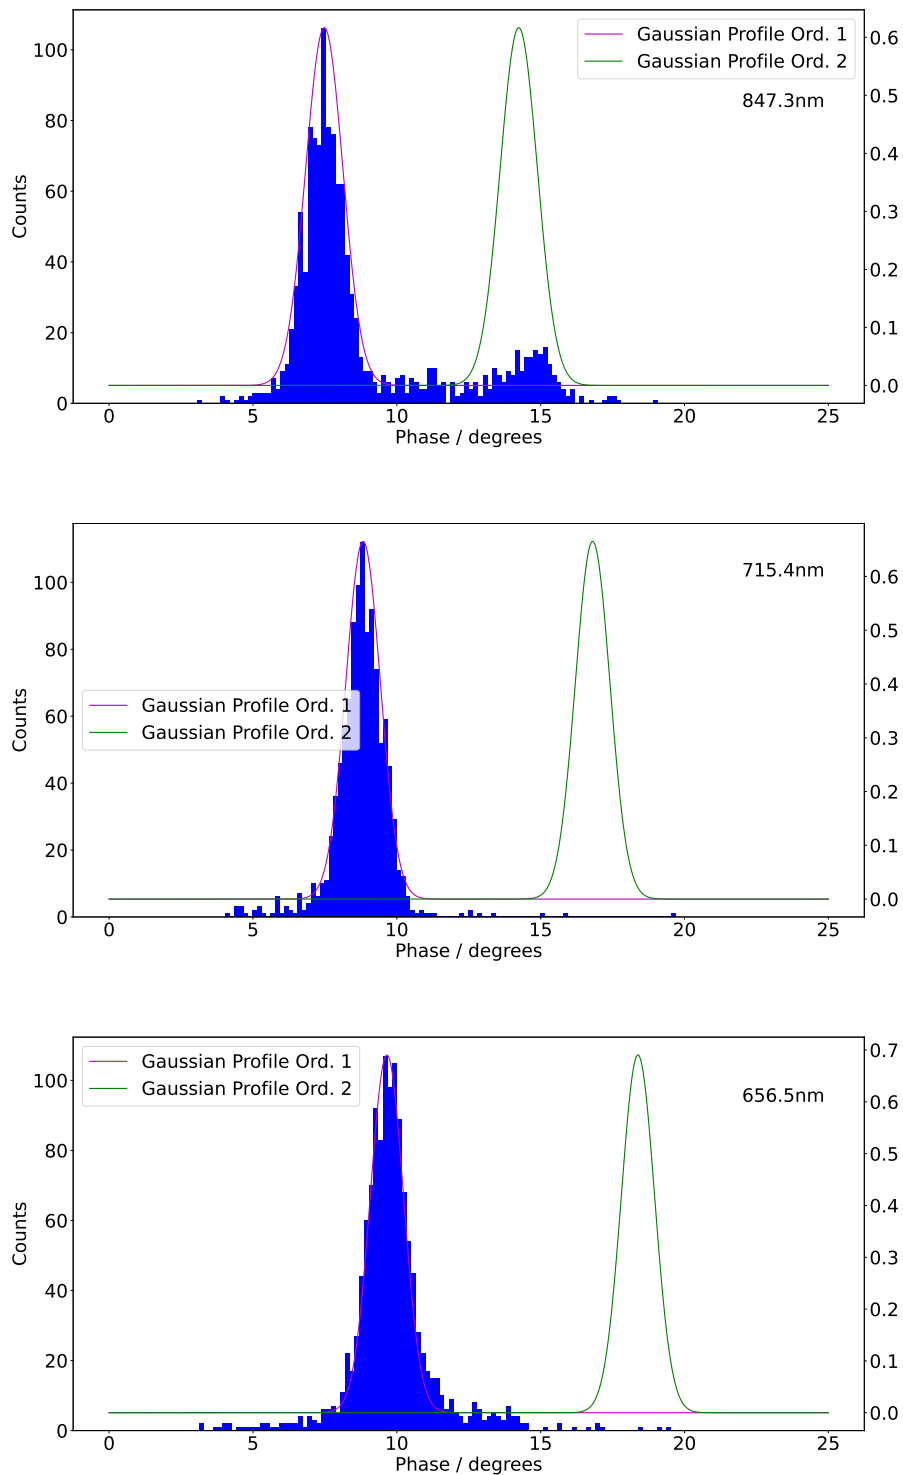 Gaussian Profile Ord. 1
Gaussian Profile Ord. 2
847.3nm
Counts
100
80
60
40
20
0
0.6
0.5
0.4
0.3
0.2
0.1
0.0
0 5 10 15 20 25
Phase / degrees
715.4nm
Gaussian Profile Ord. 1
Gaussian Profile Ord. 2
Counts
100
80
60
40
20
0
0.6
0.5
0.4
0.3
0.2
0.1
0.0
0 5 10 15 20 25
Phase / degrees
Gaussian Profile Ord. 1
Gaussian Profile Ord. 2
656.5nm
Counts
100
80
60
40
20
0
0.7
0.6
0.5
0.4
0.3
0.2
0.1
0.0
0 5 10 15 20 25
Phase / degrees